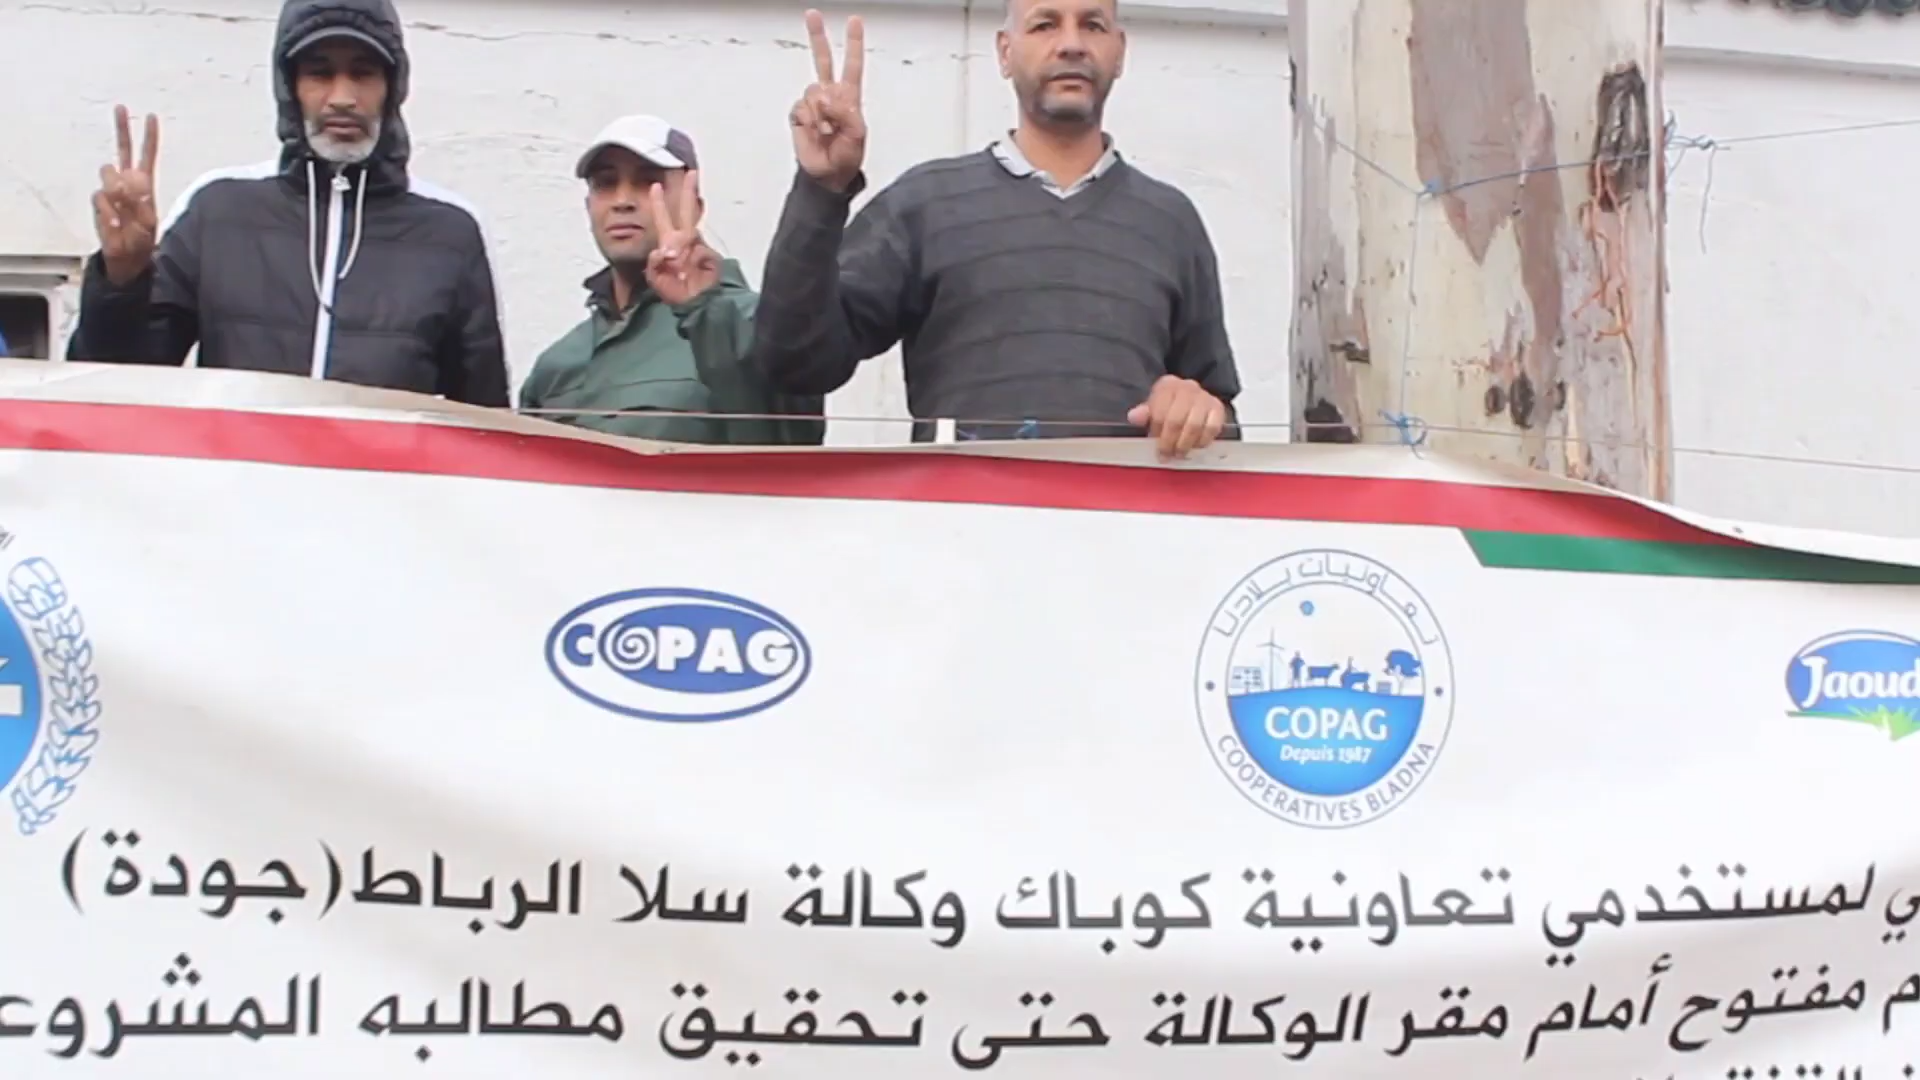 COPAG
تعاونيات بلادنا
COPAG
Depuis 1987
COOPERATIVES BLADNA
Jaoud
لمستخدمي تعاونية كوباك وكالة سلا الرباط(جودة)
مفتوح أمام مقر الوكالة حتى تحقيق مطالبه المشروع